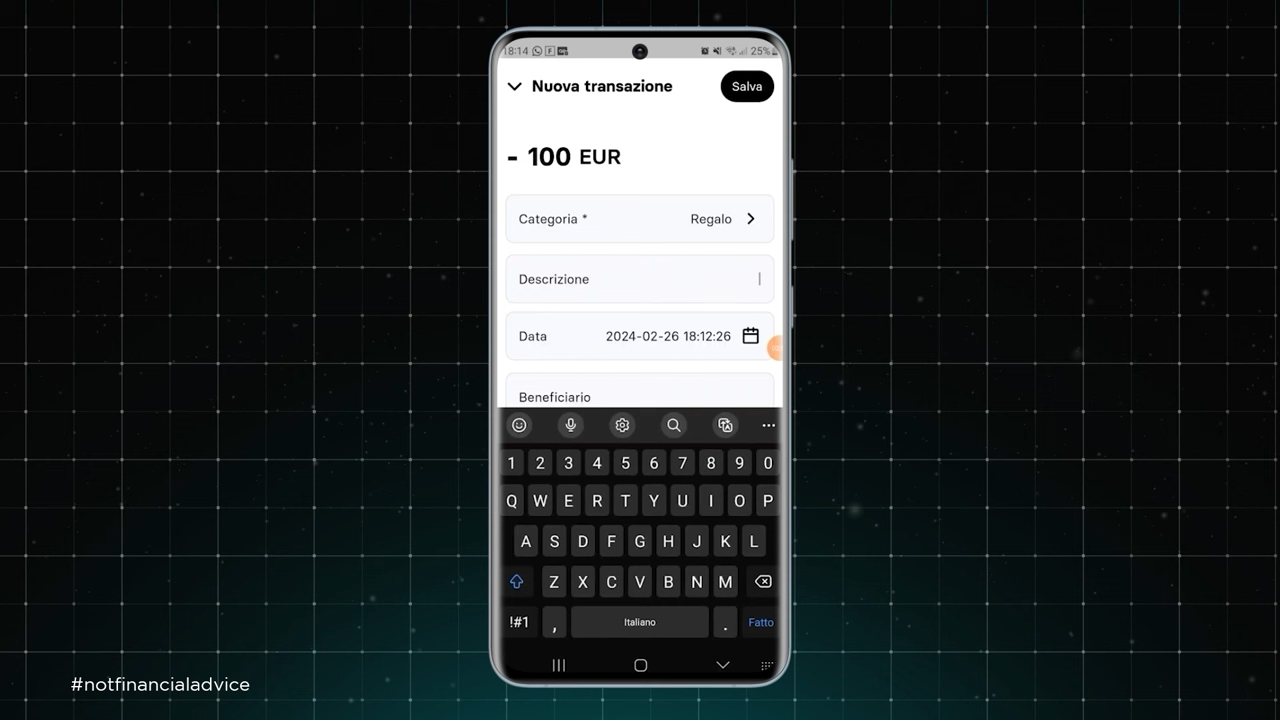 18:14 25%
Nuova transazione Salva
- 100 EUR
Categoria * Regalo
Descrizione
Data 2024-02-26 18:12:26
Beneficiario
1 2 3 4 5 6 7 8 9 0
Q W E R T Y U I O P
A S D F G H J K L
Z X C V B N M
!#1 , Italiano . Fatto
#notfinancialadvice